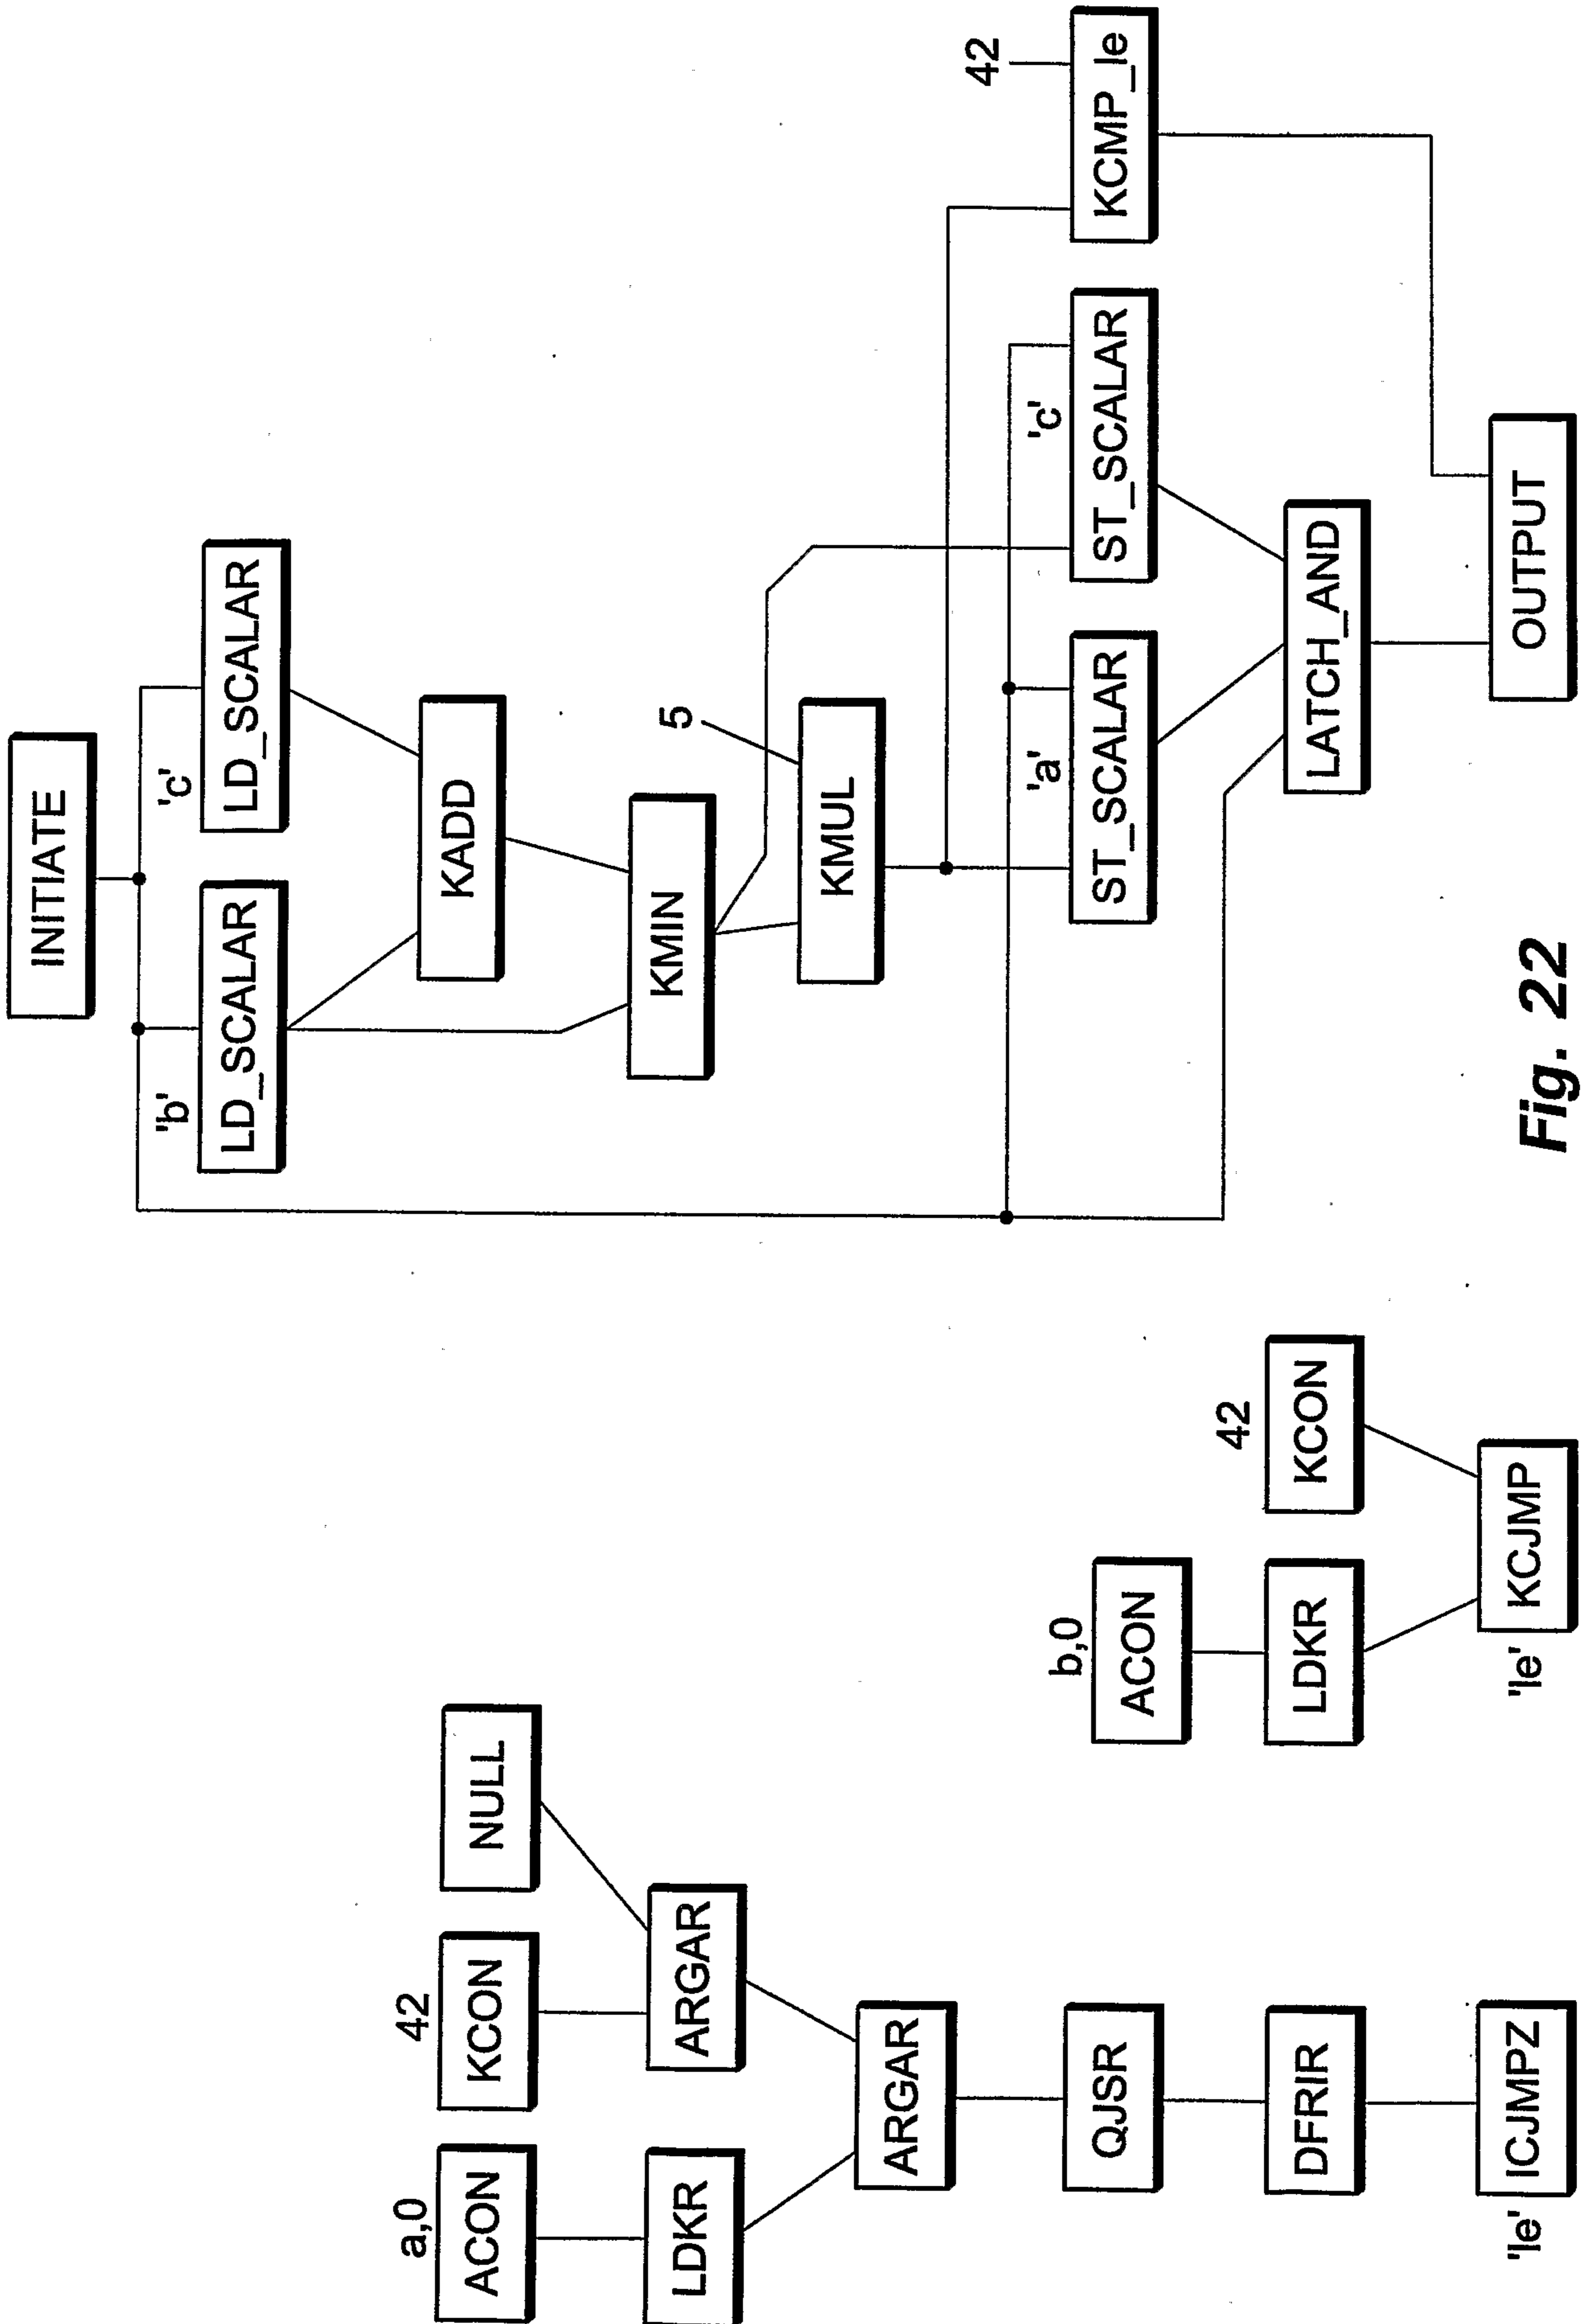 a,0
42
ACON
KCON
NULL
LDKR
ARGAR
ARGAR
QJSR
DFRIR
'le'
ICJMPZ
b,0
ACON
42
LDKR
KCON
'le'
KCJMP
INITIATE
'b'
'c'
LD_SCALAR
LD_SCALAR
KADD
KMIN
5
KMUL
42
'a'
'c'
ST_SCALAR
ST_SCALAR
KCMP_le
LATCH_AND
OUTPUT
Fig. 22